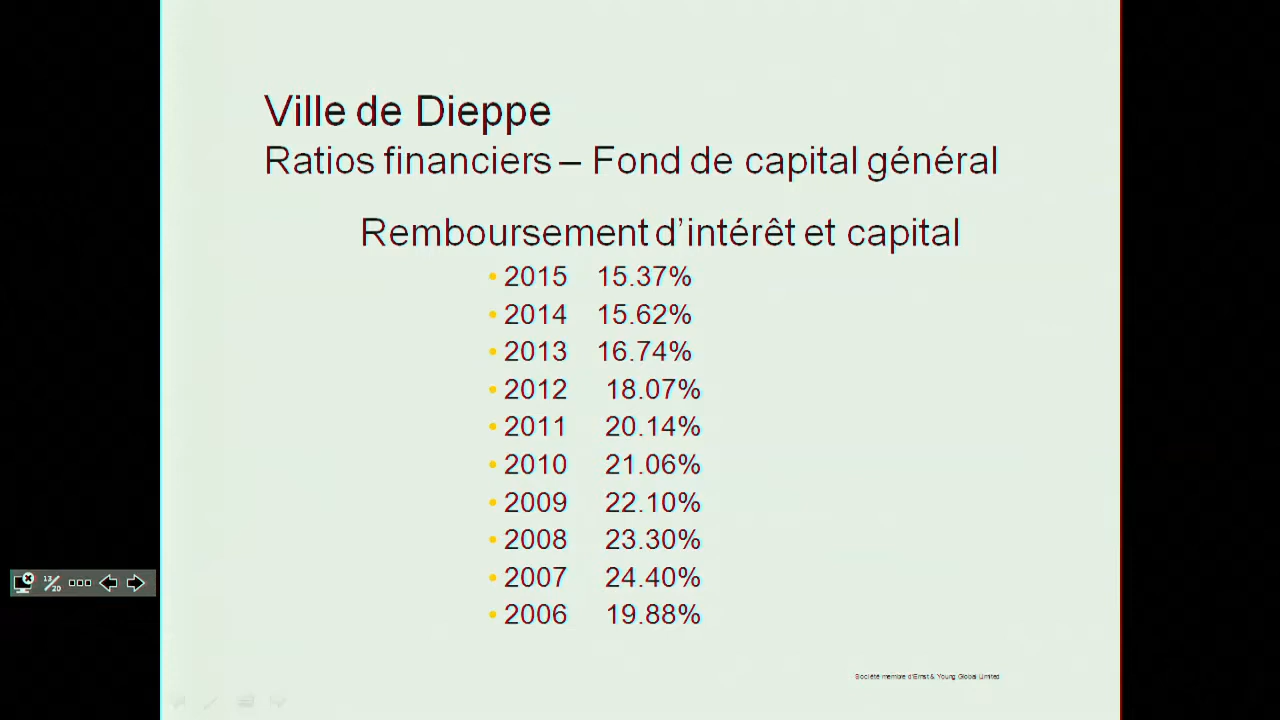 Ville de Dieppe
Ratios financiers – Fond de capital général
Remboursement d'intérêt et capital
• 2015 15.37%
• 2014 15.62%
• 2013 16.74%
• 2012 18.07%
• 2011 20.14%
• 2010 21.06%
• 2009 22.10%
• 2008 23.30%
• 2007 24.40%
• 2006 19.88%
13/20
Société membre d'Ernst & Young Global Limited